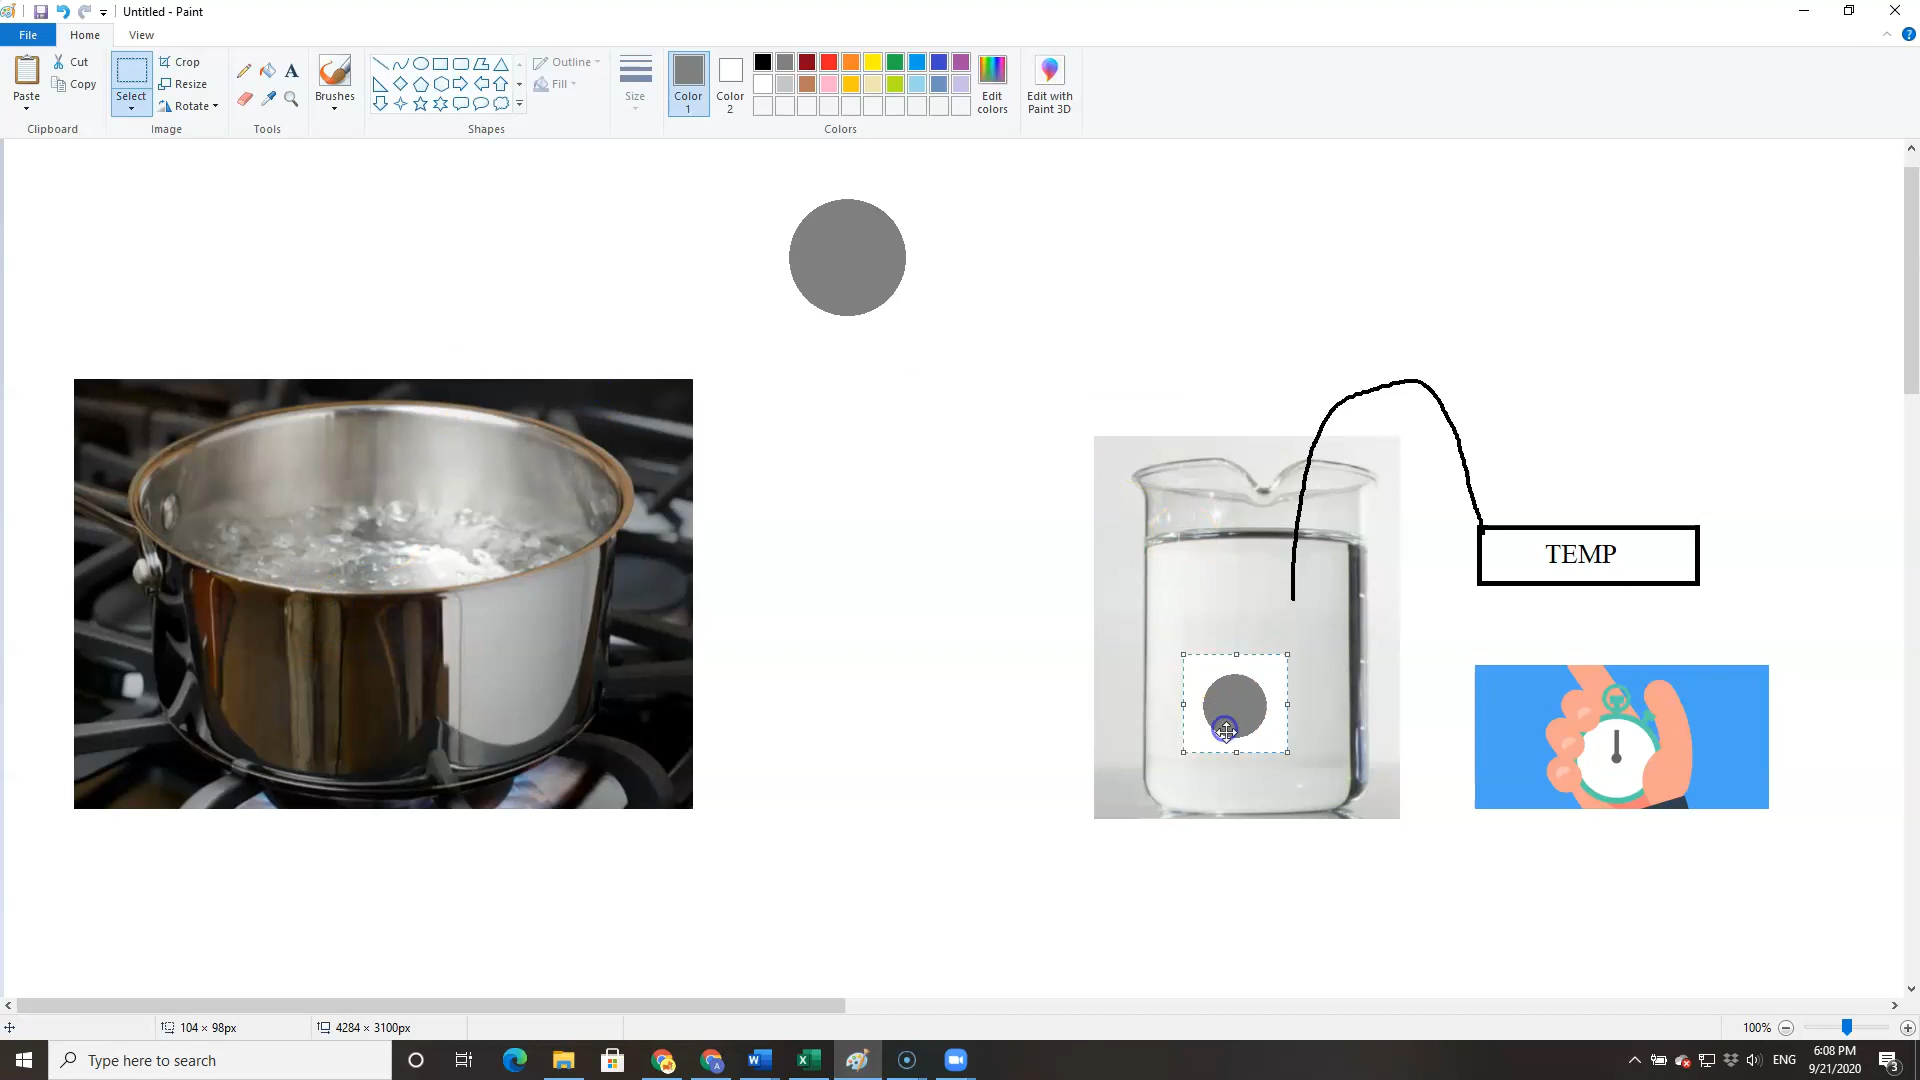 Untitled - Paint
File Home View
Paste
Cut
Copy
Clipboard
Select
Crop
Resize
Rotate
Image
Tools
Brushes
Shapes
Outline
Fill
Size
Color 1
Color 2
Colors
Edit colors
Edit with Paint 3D
TEMP
104 × 98px
4284 × 3100px
100%
Type here to search
ENG
6:08 PM
9/21/2020
3